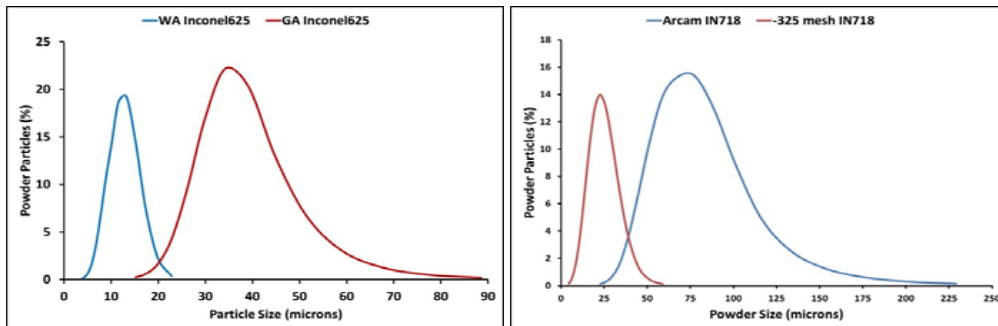 WA Inconel625 GA Inconel625
25
20
15
10
5
0
Powder Particles (%)
0 10 20 30 40 50 60 70 80 90
Particle Size (microns)
Arcam IN718 -325 mesh IN718
18
16
14
12
10
8
6
4
2
0
Powder Particles (%)
0 25 50 75 100 125 150 175 200 225 250
Powder Size (microns)